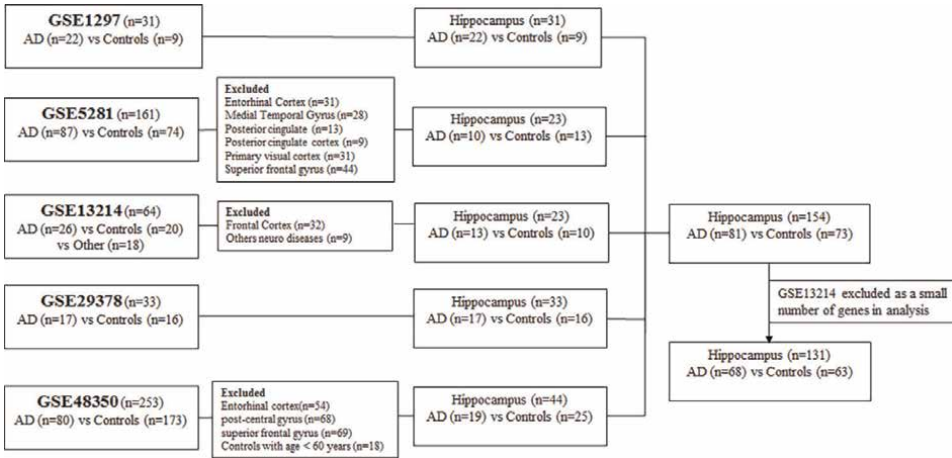 GSE1297 (n=31)
AD (n=22) vs Controls (n=9)
Hippocampus (n=31)
AD (n=22) vs Controls (n=9)
GSE5281 (n=161)
AD (n=87) vs Controls (n=74)
Excluded
Entorhinal Cortex (n=31)
Medial Temporal Gyrus (n=28)
Posterior cingulate (n=13)
Posterior cingulate cortex (n=9)
Primary visual cortex (n=31)
Superior frontal gyrus (n=44)
Hippocampus (n=23)
AD (n=10) vs Controls (n=13)
GSE13214 (n=64)
AD (n=26) vs Controls (n=20)
vs Other (n=18)
Excluded
Frontal Cortex (n=32)
Others neuro diseases (n=9)
Hippocampus (n=23)
AD (n=13) vs Controls (n=10)
Hippocampus (n=154)
AD (n=81) vs Controls (n=73)
GSE29378 (n=33)
AD (n=17) vs Controls (n=16)
Hippocampus (n=33)
AD (n=17) vs Controls (n=16)
GSE13214 excluded as a small
number of genes in analysis
Hippocampus (n=131)
AD (n=68) vs Controls (n=63)
GSE48350 (n=253)
AD (n=80) vs Controls (n=173)
Excluded
Entorhinal cortex(n=54)
post-central gyrus (n=68)
superior frontal gyrus (n=69)
Controls with age < 60 years (n=18)
Hippocampus (n=44)
AD (n=19) vs Controls (n=25)